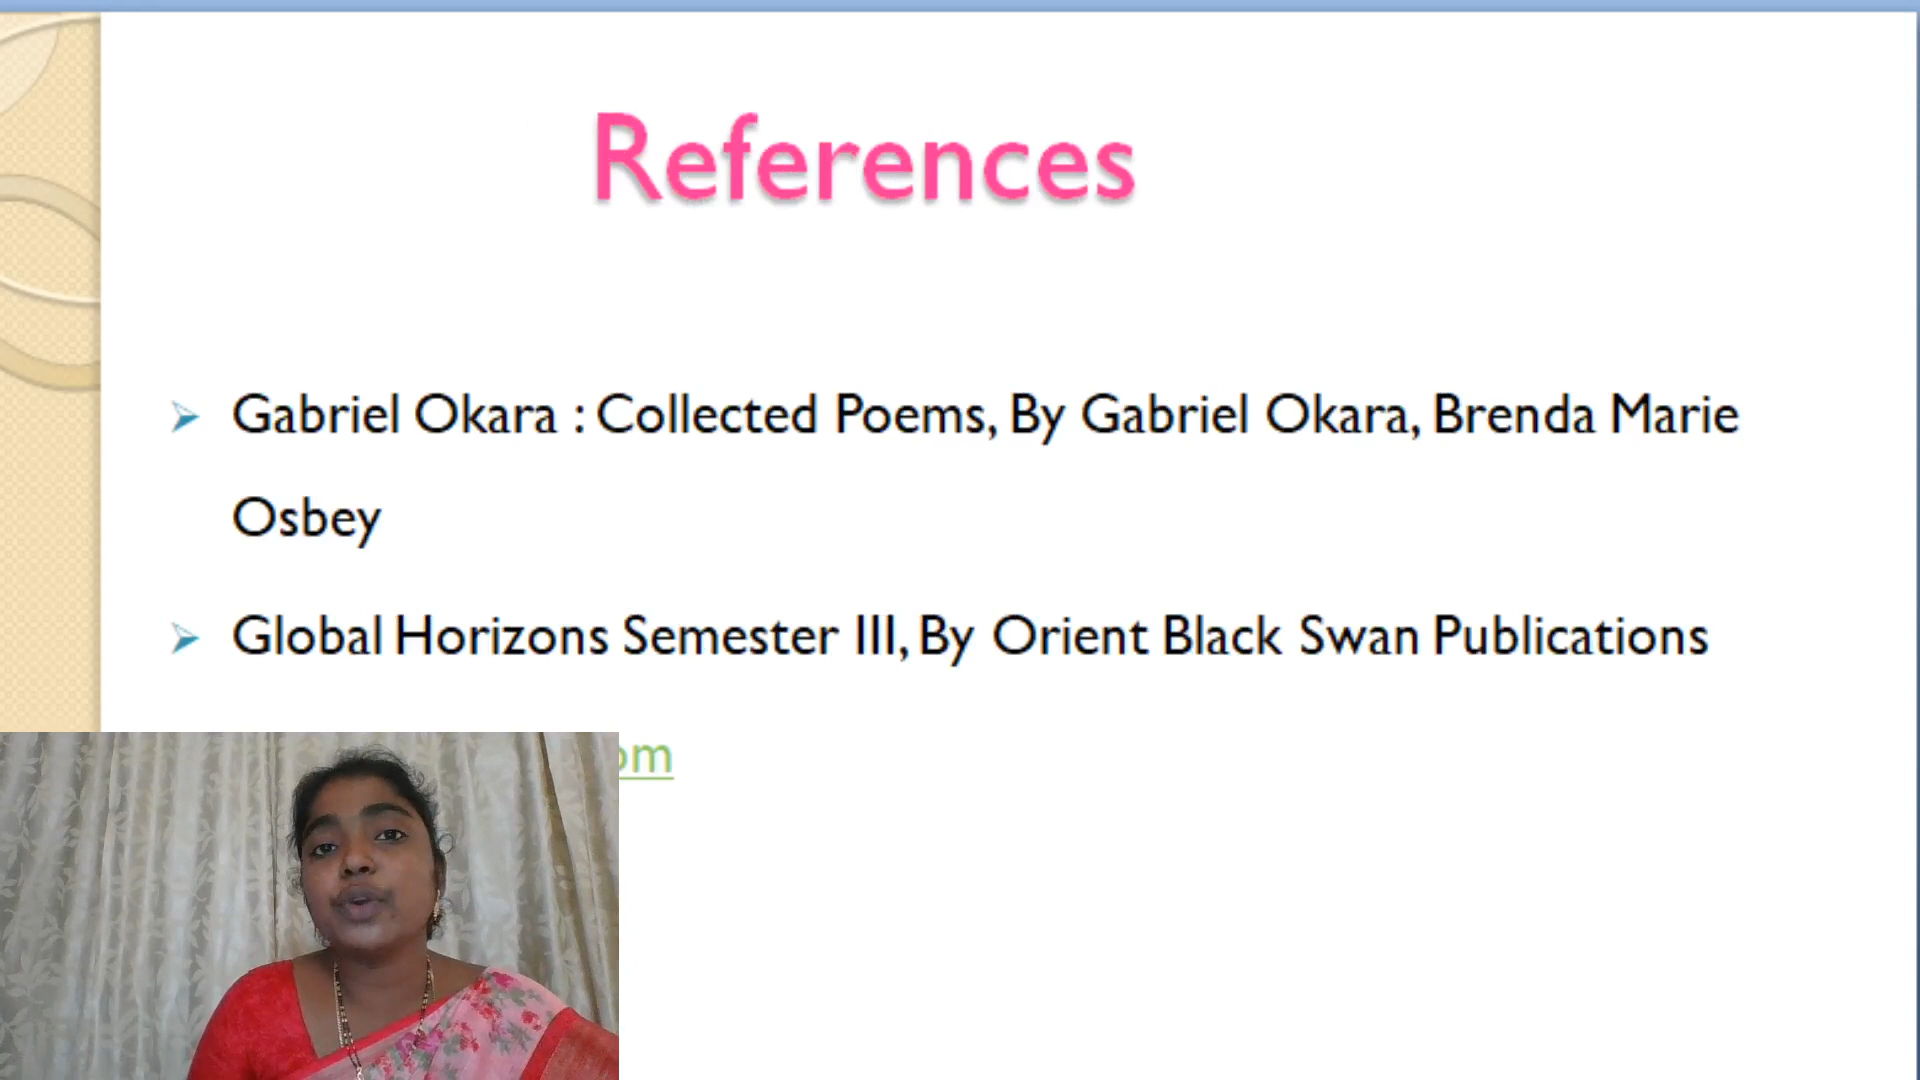 References
Gabriel Okara : Collected Poems, By Gabriel Okara, Brenda Marie
Osbey
Global Horizons Semester III, By Orient Black Swan Publications
om